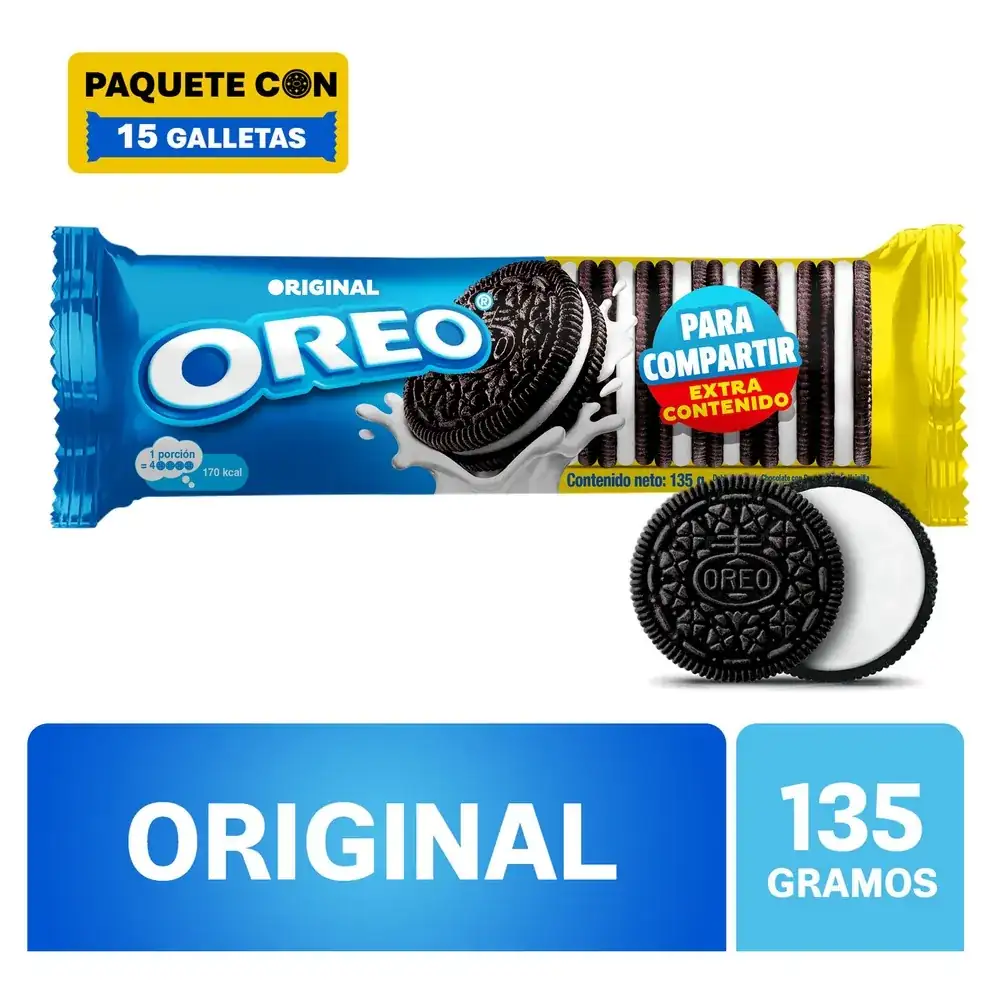 PAQUETE CON
15 GALLETAS
ORIGINAL
OREO®
PARA
COMPARTIR
EXTRA
CONTENIDO
1 porción
= 4
170 kcal
Contenido neto: 135 g
OREO
ORIGINAL
135
GRAMOS